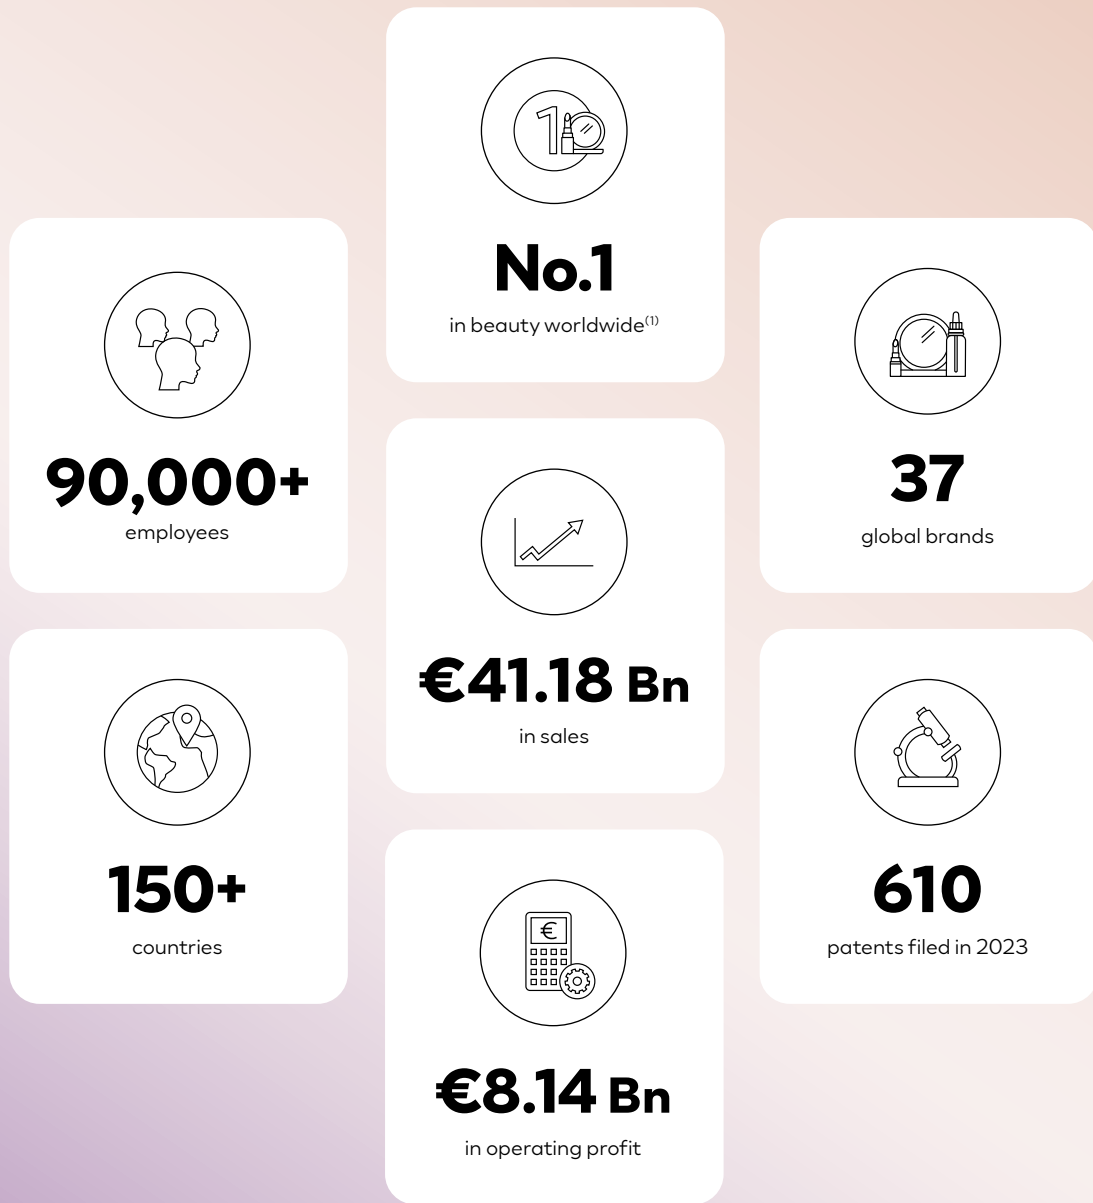 No.1
in beauty worldwide(1)
90,000+
employees
37
global brands
€41.18 Bn
in sales
150+
countries
610
patents filed in 2023
€8.14 Bn
in operating profit